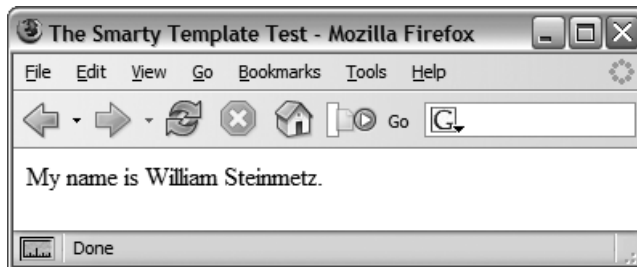 The Smarty Template Test - Mozilla Firefox
File Edit View Go Bookmarks Tools Help
Go G
My name is William Steinmetz.
Done